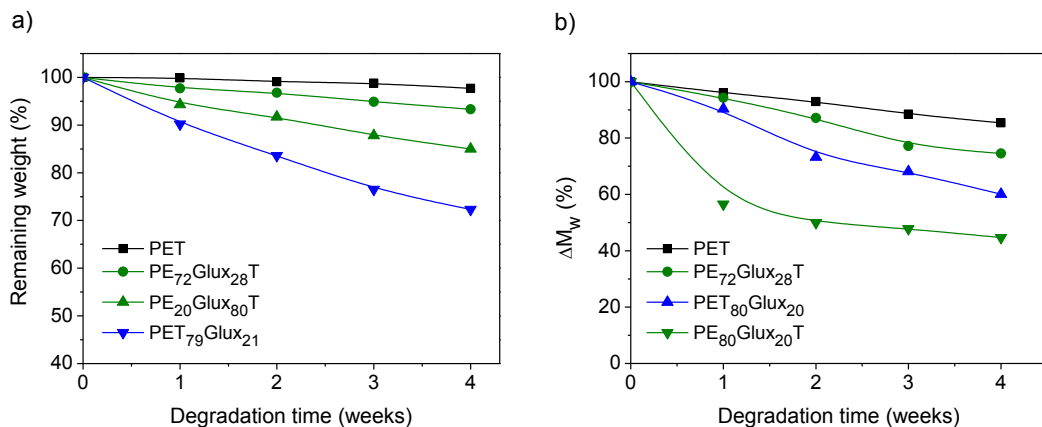 a)
Remaining weight (%)
100
90
80
70
60
50
40
PET
PE72Glux28T
PE20Glux80T
PET79Glux21
0 1 2 3 4
Degradation time (weeks)
b)
ΔMw (%)
100
80
60
40
20
0
PET
PE72Glux28T
PET80Glux20
PE80Glux20T
0 1 2 3 4
Degradation time (weeks)